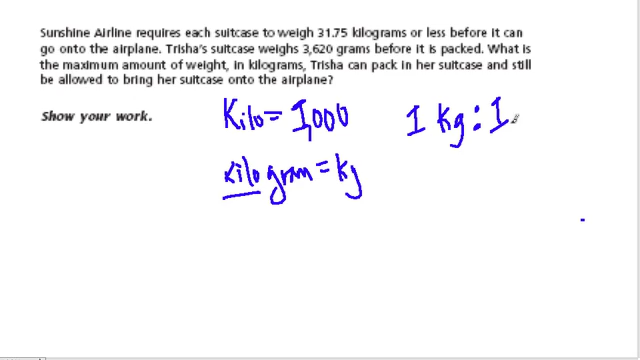 Sunshine Airline requires each suitcase to weigh 31.75 kilograms or less before it can
go onto the airplane. Trisha's suitcase weighs 3,620 grams before it is packed. What is
the maximum amount of weight, in kilograms, Trisha can pack in her suitcase and still
be allowed to bring her suitcase onto the airplane?
Show your work.
Kilo = 1,000
1 kg : 1
kilogram = kg